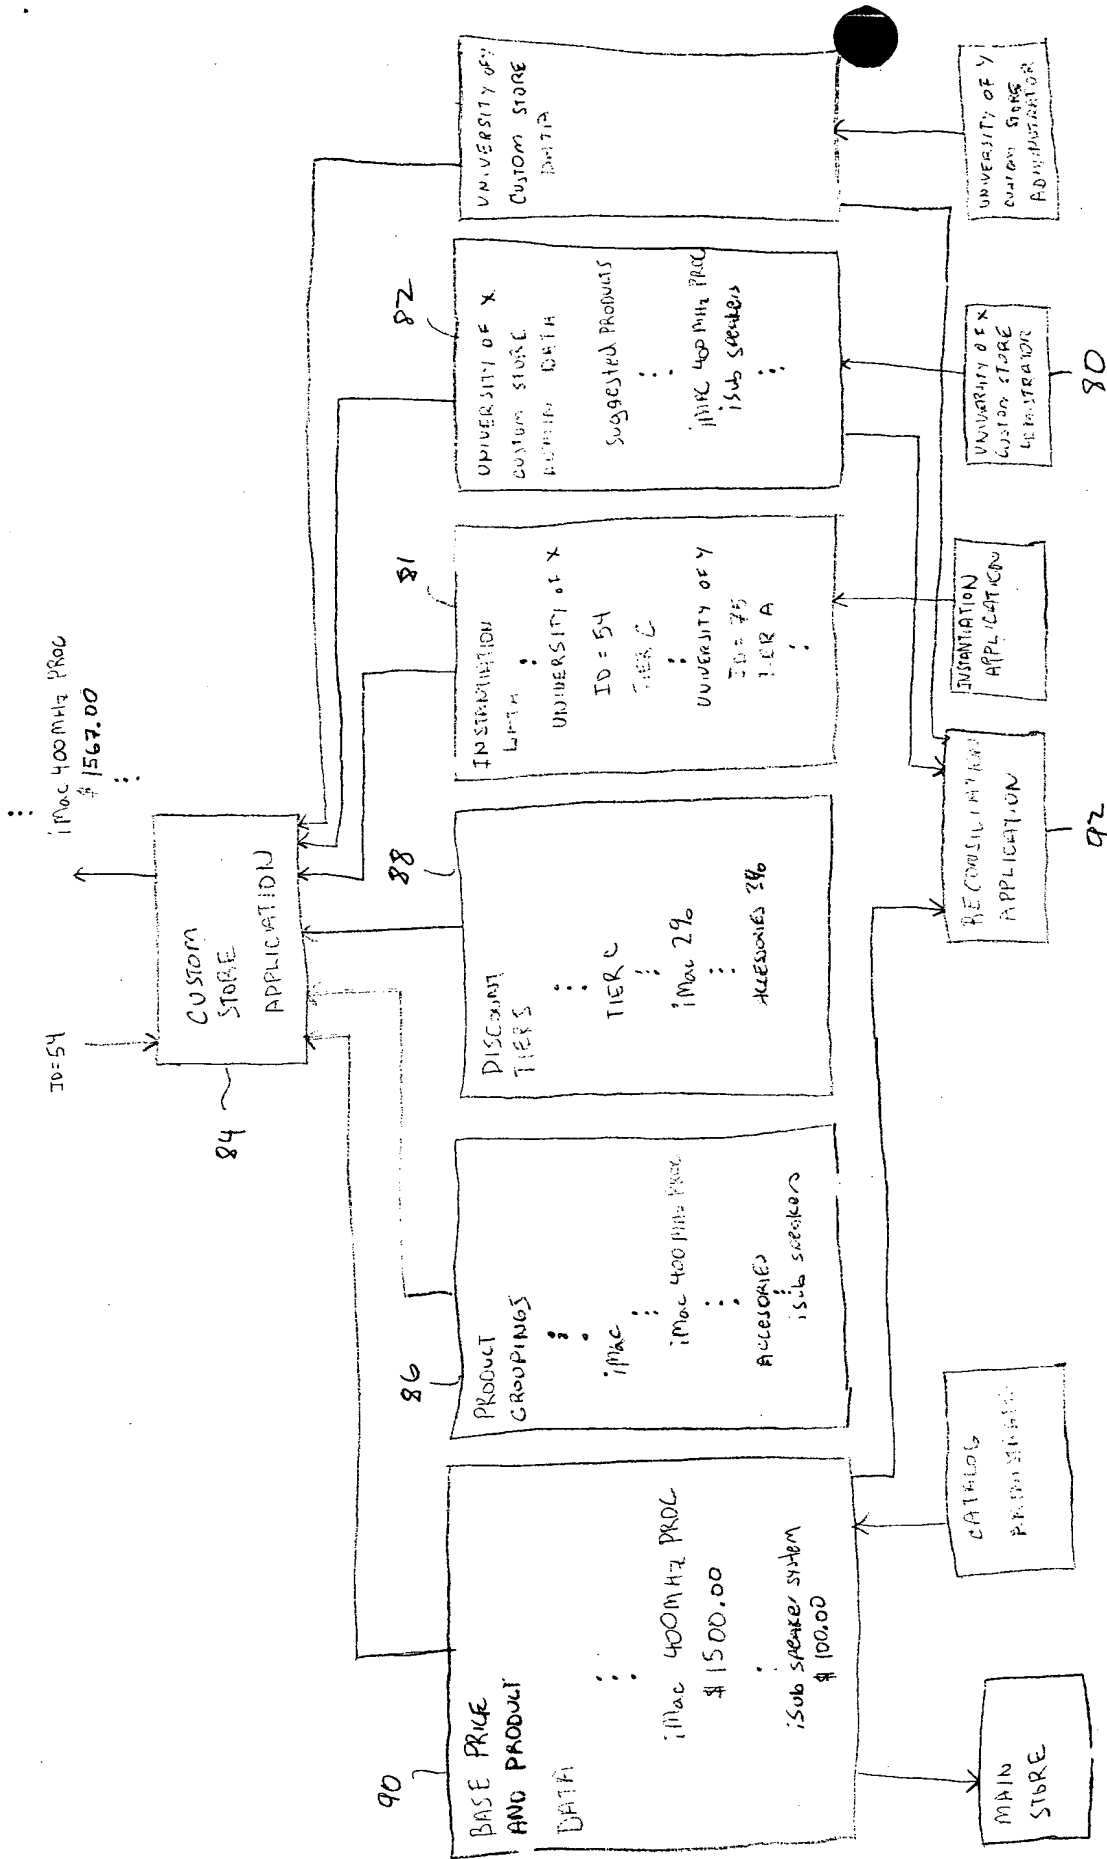 ID=54
iMac 400MHz PROC
$1567.00
84
CUSTOM
STORE
APPLICATION
90
BASE PRICE
AND PRODUCT
DATA
iMac 400MHz PROC
$1500.00
iSub speaker system
$100.00
86
PRODUCT
GROUPINGS
iMac
iMac 400MHz PROC
ACCESORIES
iSub speakers
88
DISCOUNT
TIERS
TIER C
iMac 2%
ACCESSORIES 3%
81
INSTANTIATION
DATA
UNIVERSITY OF X
ID=54
TIER C
UNIVERSITY OF Y
ID=75
TIER A
82
UNIVERSITY OF X
CUSTOM STORE
DATA
Suggested PRODUCTS
iMac 400MHz PROC
iSub speakers
UNIVERSITY OF Y
CUSTOM STORE
DATA
MAIN
STORE
CATALOG
RECONSILIATION
APPLICATION
92
INSTANTIATION
APPLICATION
UNIVERSITY OF X
CUSTOM STORE
80
UNIVERSITY OF Y
CUSTOM STORE